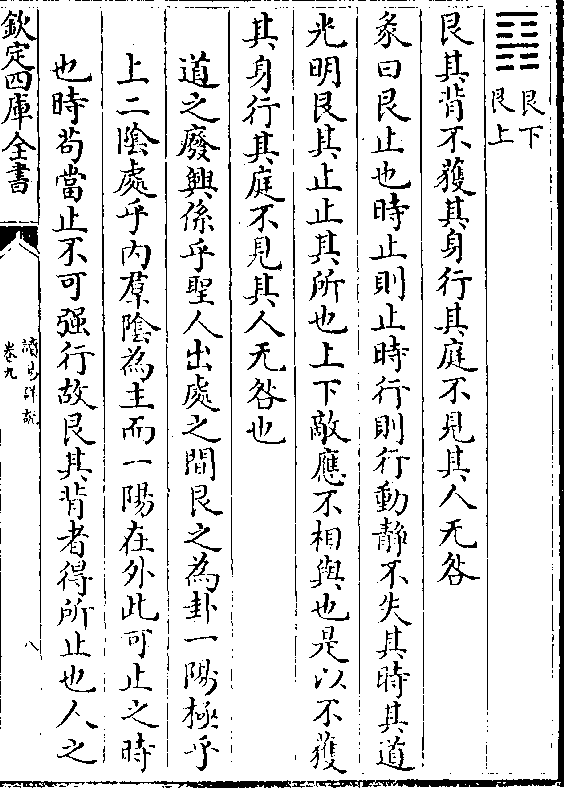 ䷳
艮下
艮上
艮其背不獲其身行其庭不見其人无咎
彖曰艮止也時止則止時行則行動静不失其時其道
光明艮其止止其所也上下敵應不相與也是以不獲
其身行其庭不見其人无咎也
道之廢興係乎聖人出處之間艮之為卦一陽極乎
上二陰處乎内羣陰為主而一陽在外此可止之時
也時茍當止不可强行故艮其背者得所止也人之
欽定四庫全書
讀易詳說
卷九
八